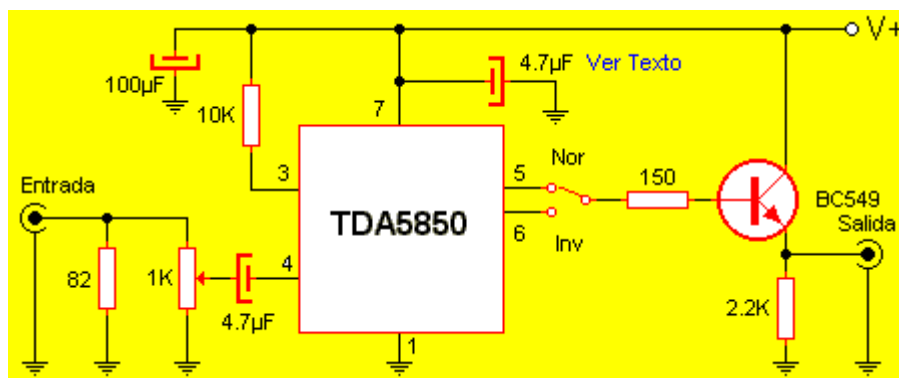 V+
100µF
4.7µF Ver Texto
10K
7
3
5
Nor
150
BC549
Entrada
TDA5850
Salida
6
Inv
82
1K
4
4.7µF
2.2K
1